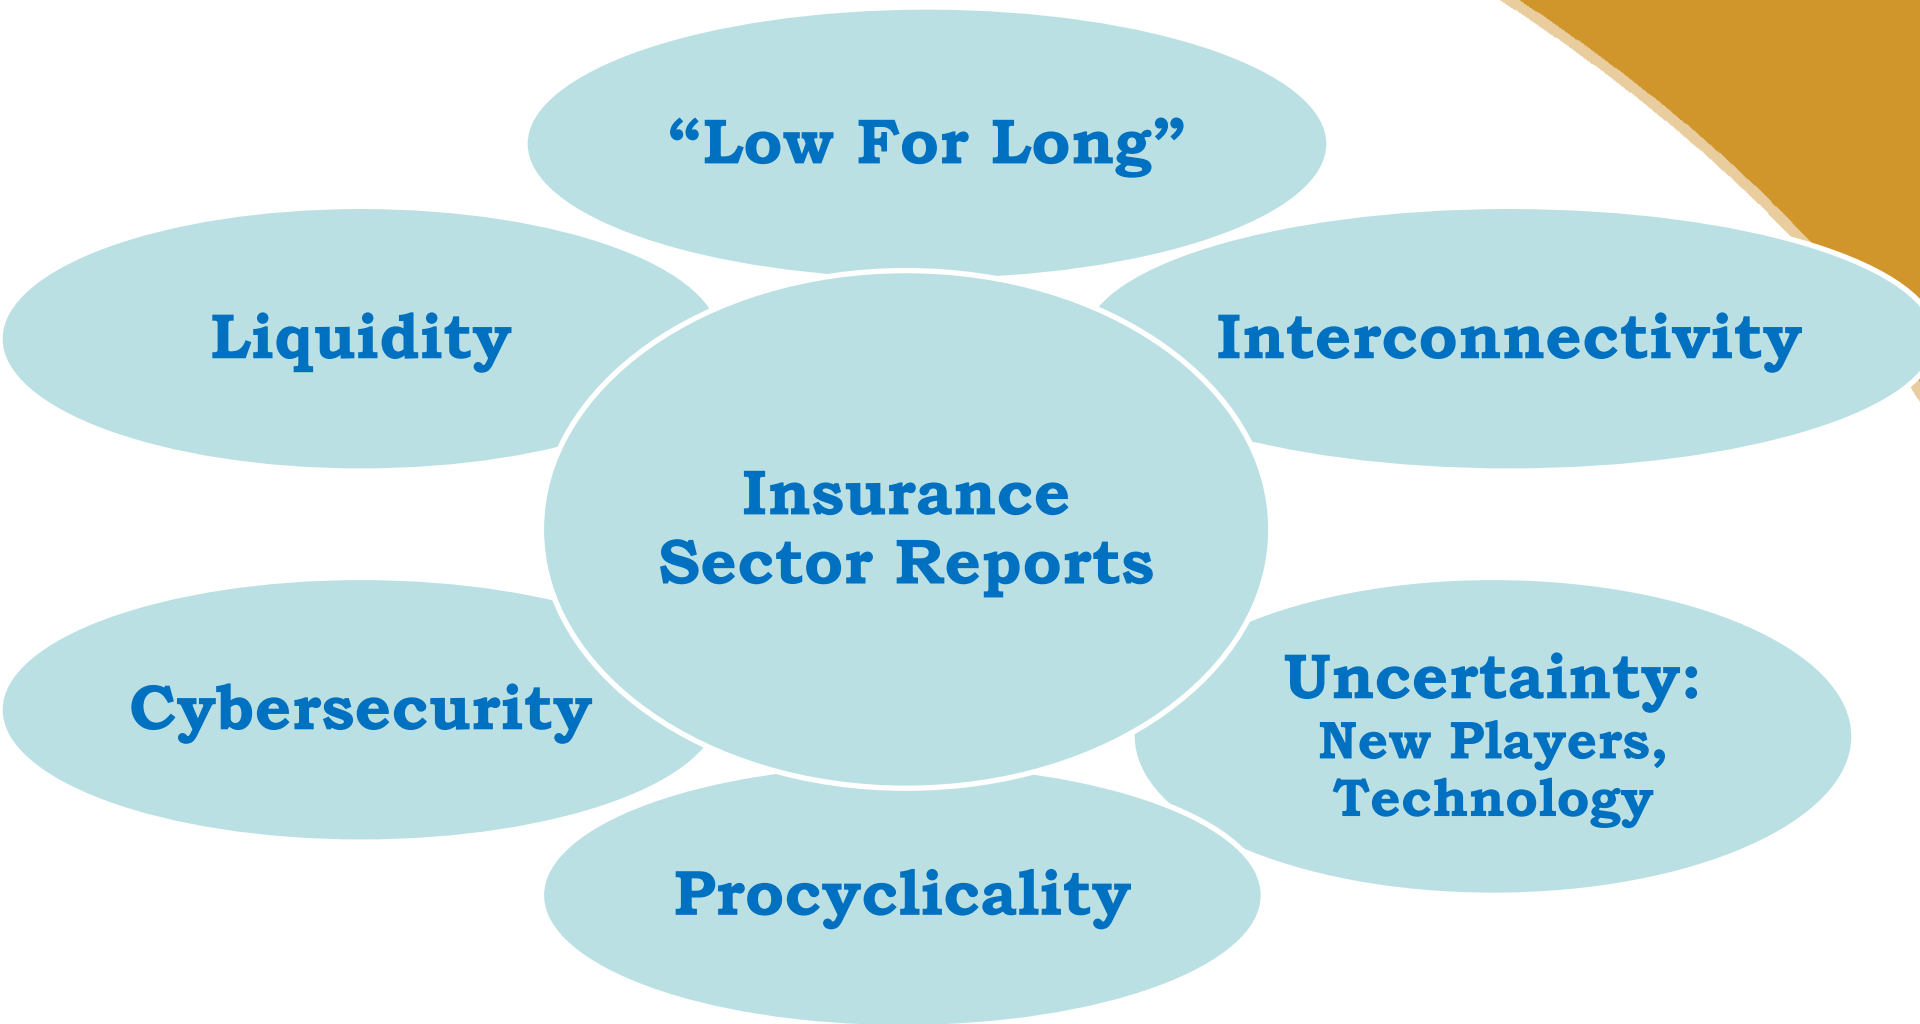 “Low For Long”
Liquidity
Interconnectivity
Insurance
Sector Reports
Cybersecurity
Uncertainty:
New Players,
Technology
Procyclicality